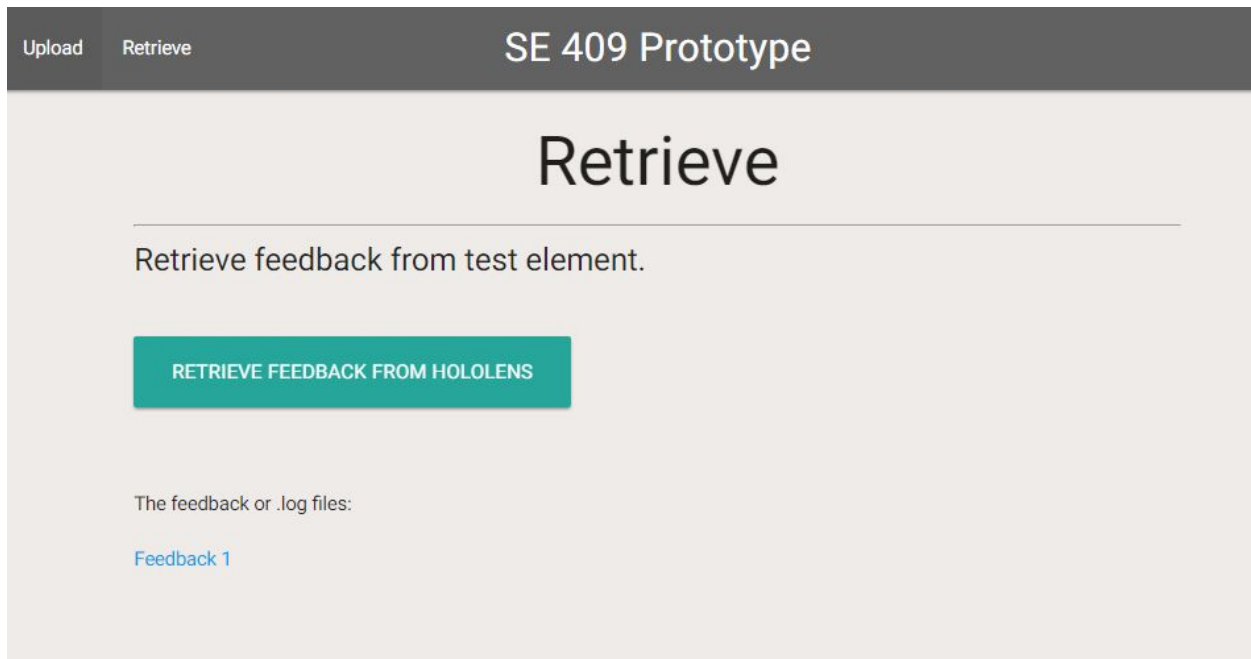 Upload
Retrieve
SE 409 Prototype
Retrieve
Retrieve feedback from test element.
RETRIEVE FEEDBACK FROM HOLOLENS
The feedback or .log files:
Feedback 1